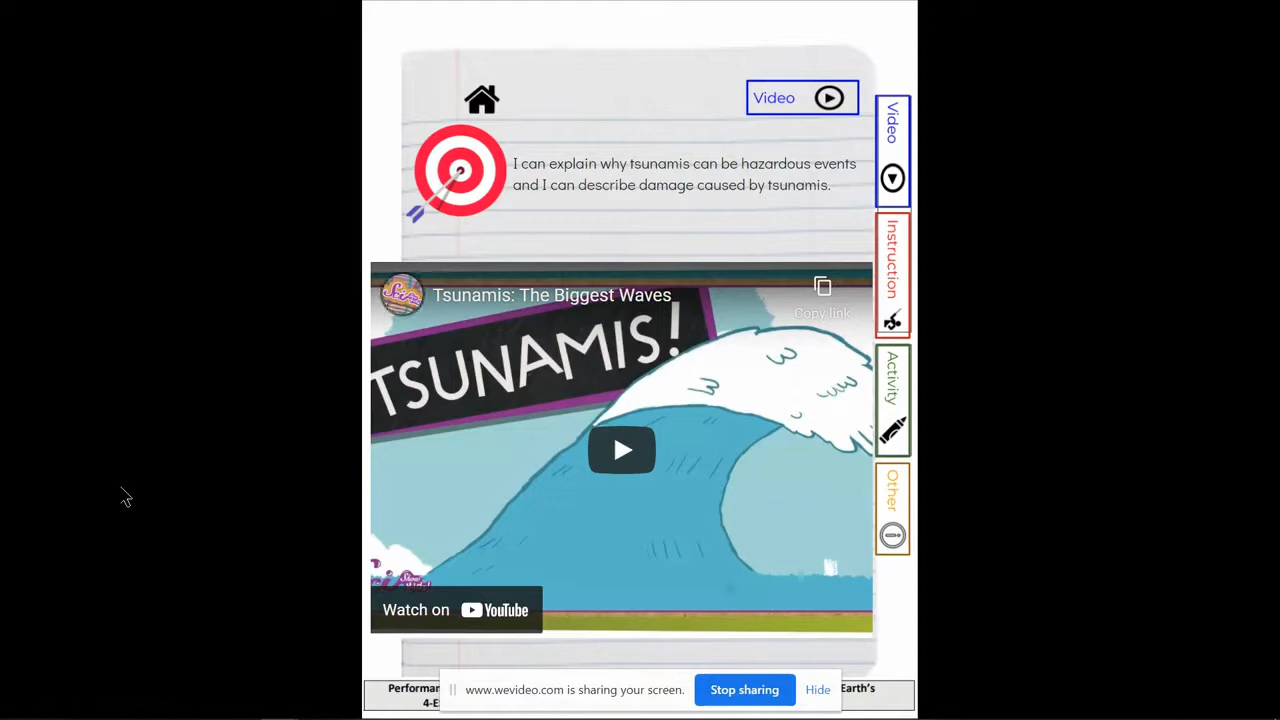 Video
I can explain why tsunamis can be hazardous events
and I can describe damage caused by tsunamis.
Video
Instruction
Activity
Other
Tsunamis: The Biggest Waves
Copy link
TSUNAMIS!
Show
Watch on YouTube
www.wevideo.com is sharing your screen.
Stop sharing
Hide
Earth's
4-E